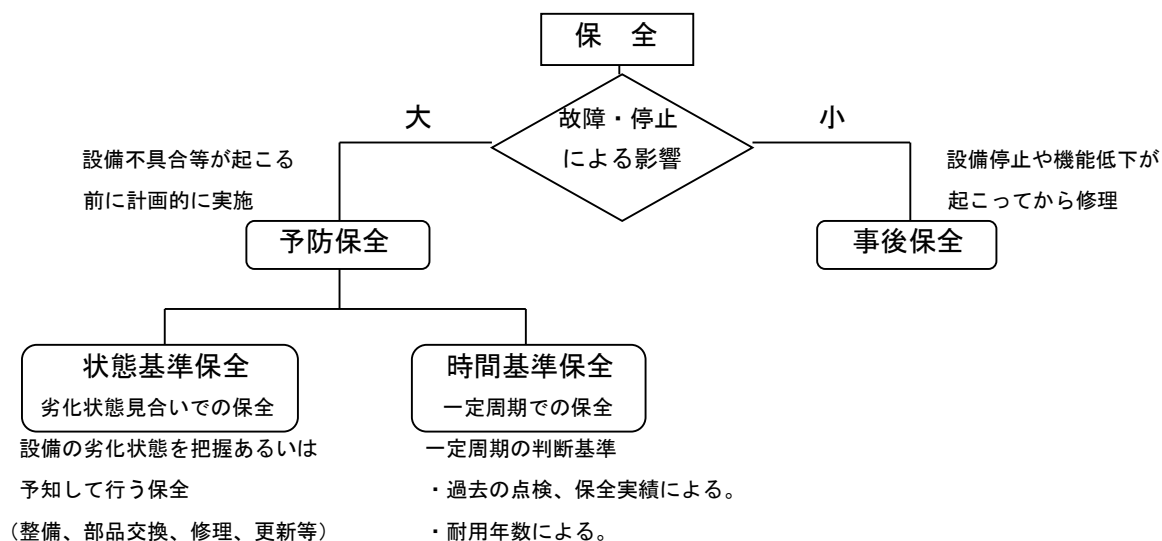 保　全
故障・停止
による影響
大
小
設備不具合等が起こる
前に計画的に実施
設備停止や機能低下が
起こってから修理
予防保全
事後保全
状態基準保全
劣化状態見合いでの保全
設備の劣化状態を把握あるいは
予知して行う保全
（整備、部品交換、修理、更新等）
時間基準保全
一定周期での保全
一定周期の判断基準
・過去の点検、保全実績による。
・耐用年数による。